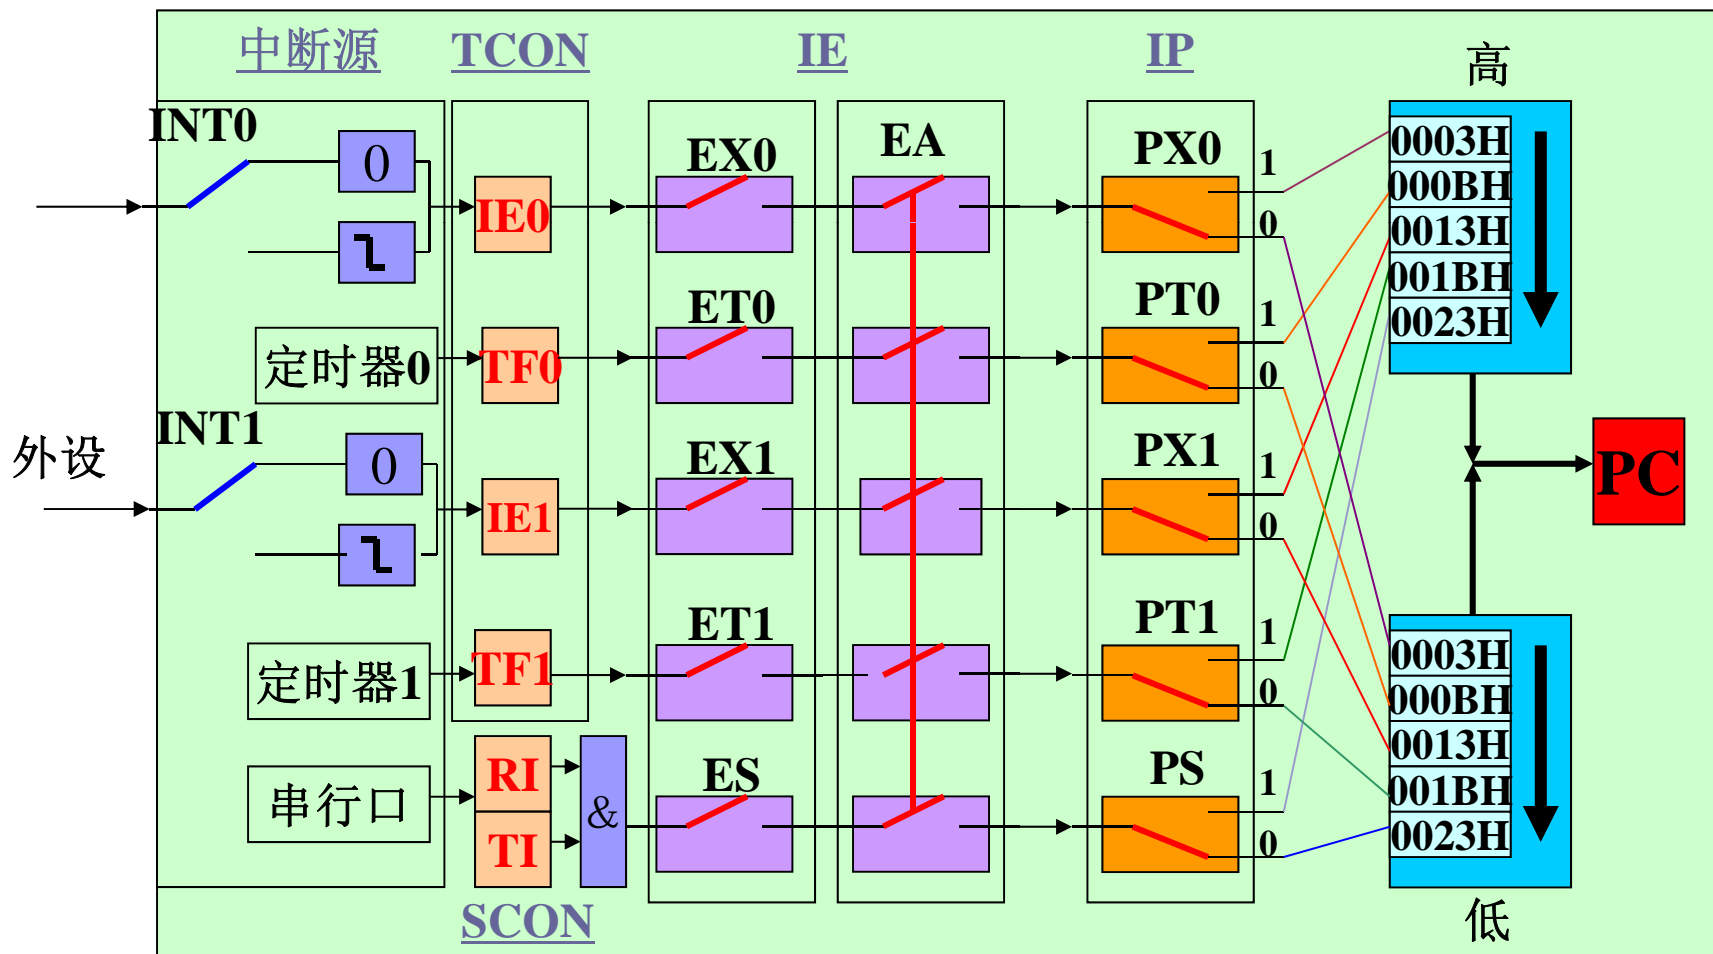 中断源 TCON IE IP 高
INT0 0 IE0 EX0 EA PX0 1 0
定时器0 TF0 ET0 PT0 1 0
外设 INT1 0 IE1 EX1 PX1 1 0
定时器1 TF1 ET1 PT1 1 0
串行口 RI TI & ES PS 1 0
SCON
0003H
000BH
0013H
001BH
0023H
PC
0003H
000BH
0013H
001BH
0023H
低